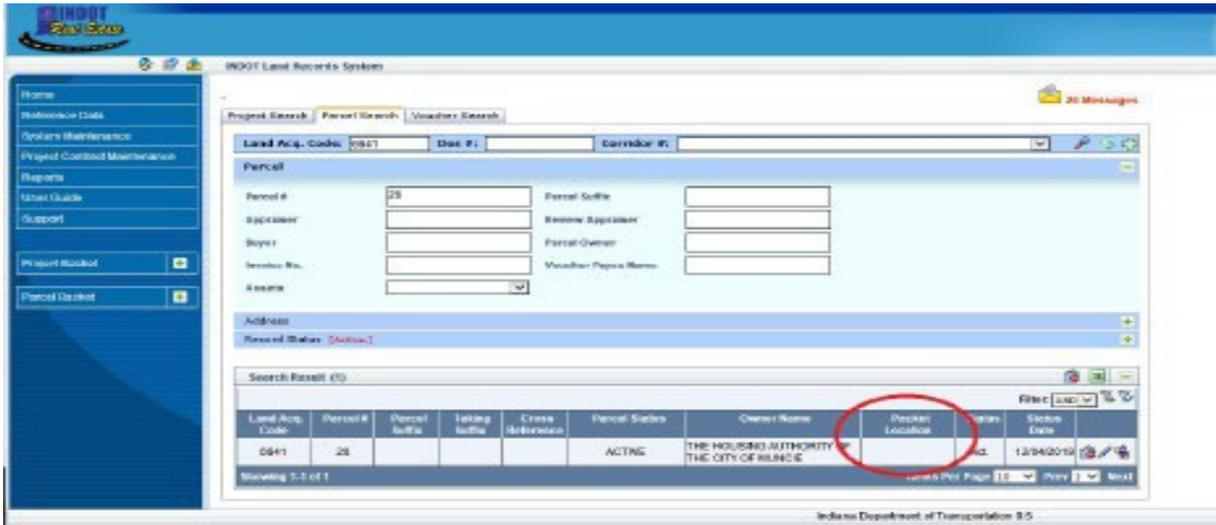 INDOT
Real Estate
INDOT Land Records System
Home
Reference Data
System Maintenance
Project Contract Maintenance
Reports
User Guide
Support
Project Basket
Parcel Basket
26 Messages
Project Search Parcel Search Voucher Search
Land Acq. Code: 0841 Des #: Corridor #:
Parcel
Parcel # 28 Parcel Suffix
Appraiser Review Appraiser
Buyer Parcel Owner
Invoice No. Voucher Payee Name
Assets
Address
Record Status [Active]
Search Result (1)
Filter: AND
Land Acq. Code Parcel # Parcel Suffix Taking Suffix Cross Reference Parcel Status Owner Name Packet Location Status Date
0841 28 ACTIVE THE HOUSING AUTHORITY OF THE CITY OF MUNCIE 12/04/2019
Showing 1-1 of 1 Items Per Page 10 Prev 1 Next
Indiana Department of Transportation